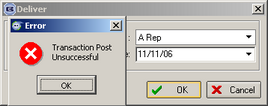 Deliver
Error
Transaction Post
Unsuccessful
OK
:
A Rep
e:
11/11/06
OK
Cancel